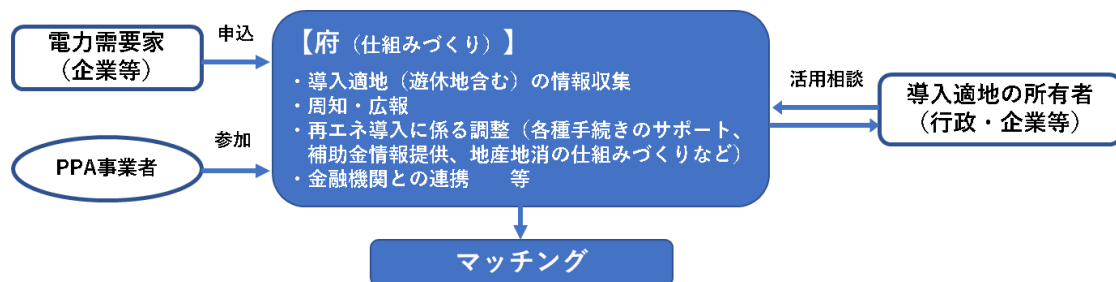 電力需要家
(企業等)
申込
PPA事業者
参加
【府（仕組みづくり）】
・導入適地（遊休地含む）の情報収集
・周知・広報
・再エネ導入に係る調整（各種手続きのサポート、
補助金情報提供、地産地消の仕組みづくりなど）
・金融機関との連携　　等
活用相談
導入適地の所有者
（行政・企業等）
マッチング